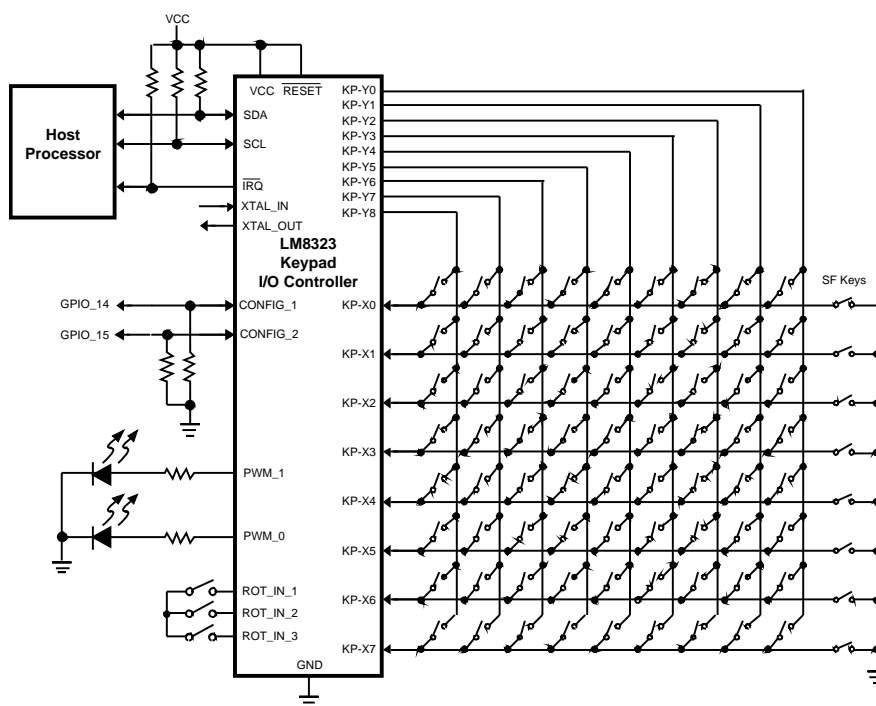 VCC
Host
Processor
VCC
RESET
SDA
SCL
IRQ
XTAL_IN
XTAL_OUT
LM8323
Keypad
I/O Controller
KP-Y0
KP-Y1
KP-Y2
KP-Y3
KP-Y4
KP-Y5
KP-Y6
KP-Y7
KP-Y8
SF Keys
GPIO_14
CONFIG_1
GPIO_15
CONFIG_2
KP-X0
KP-X1
KP-X2
KP-X3
KP-X4
KP-X5
KP-X6
KP-X7
PWM_1
PWM_0
ROT_IN_1
ROT_IN_2
ROT_IN_3
GND